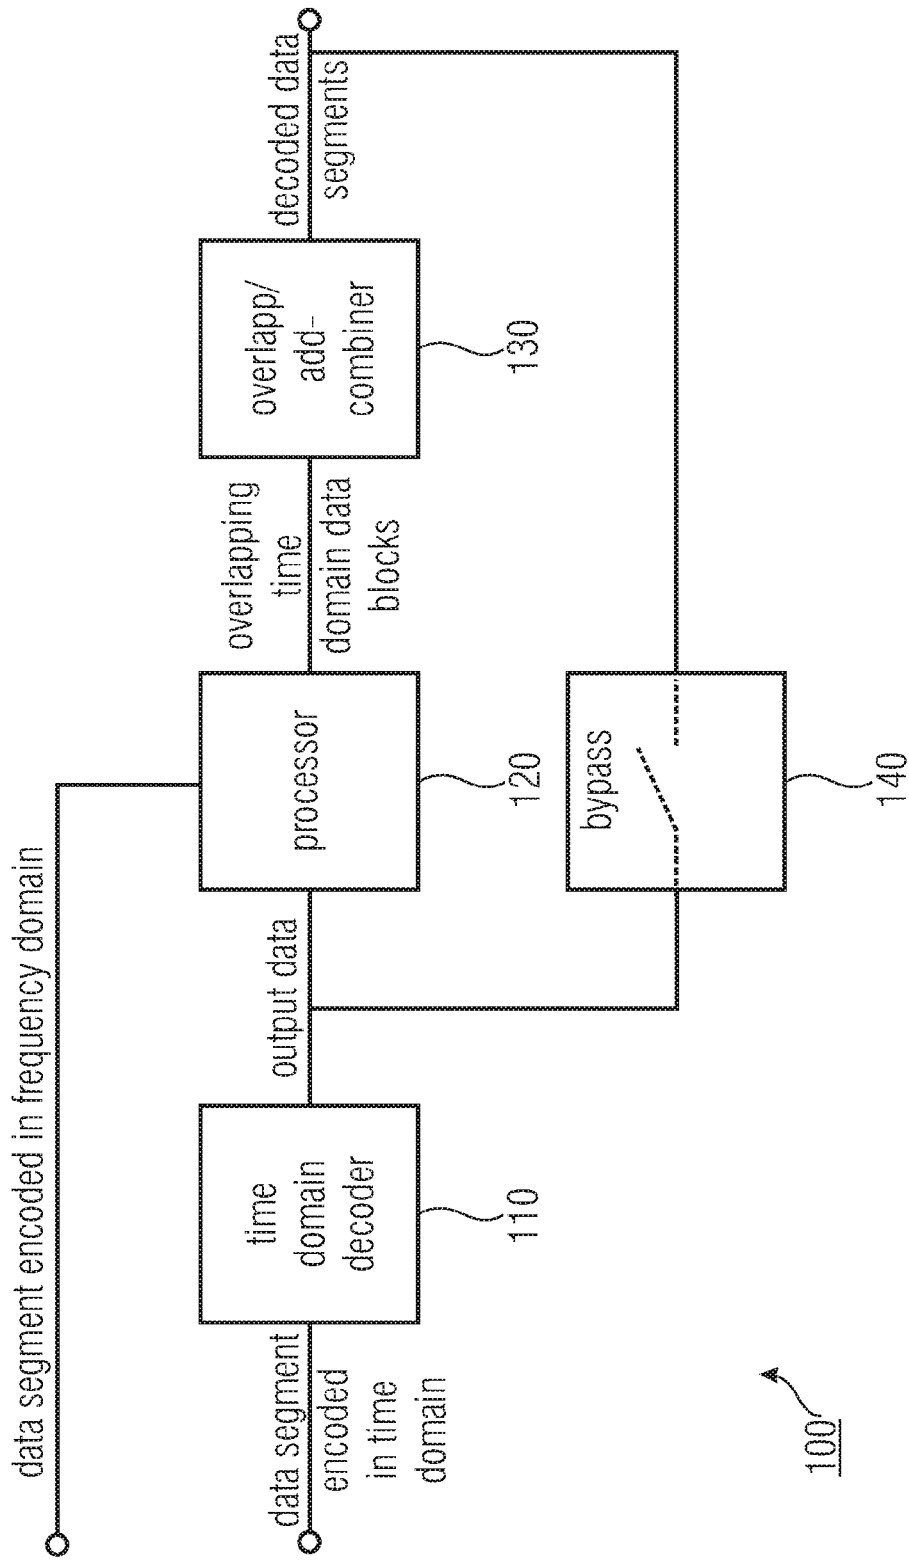 data segment encoded in frequency domain
data segment
encoded
in time
domain
time
domain
decoder
110
output data
processor
120
overlapping
time
domain data
blocks
overlapp/
add-
combiner
130
decoded data
segments
bypass
140
100